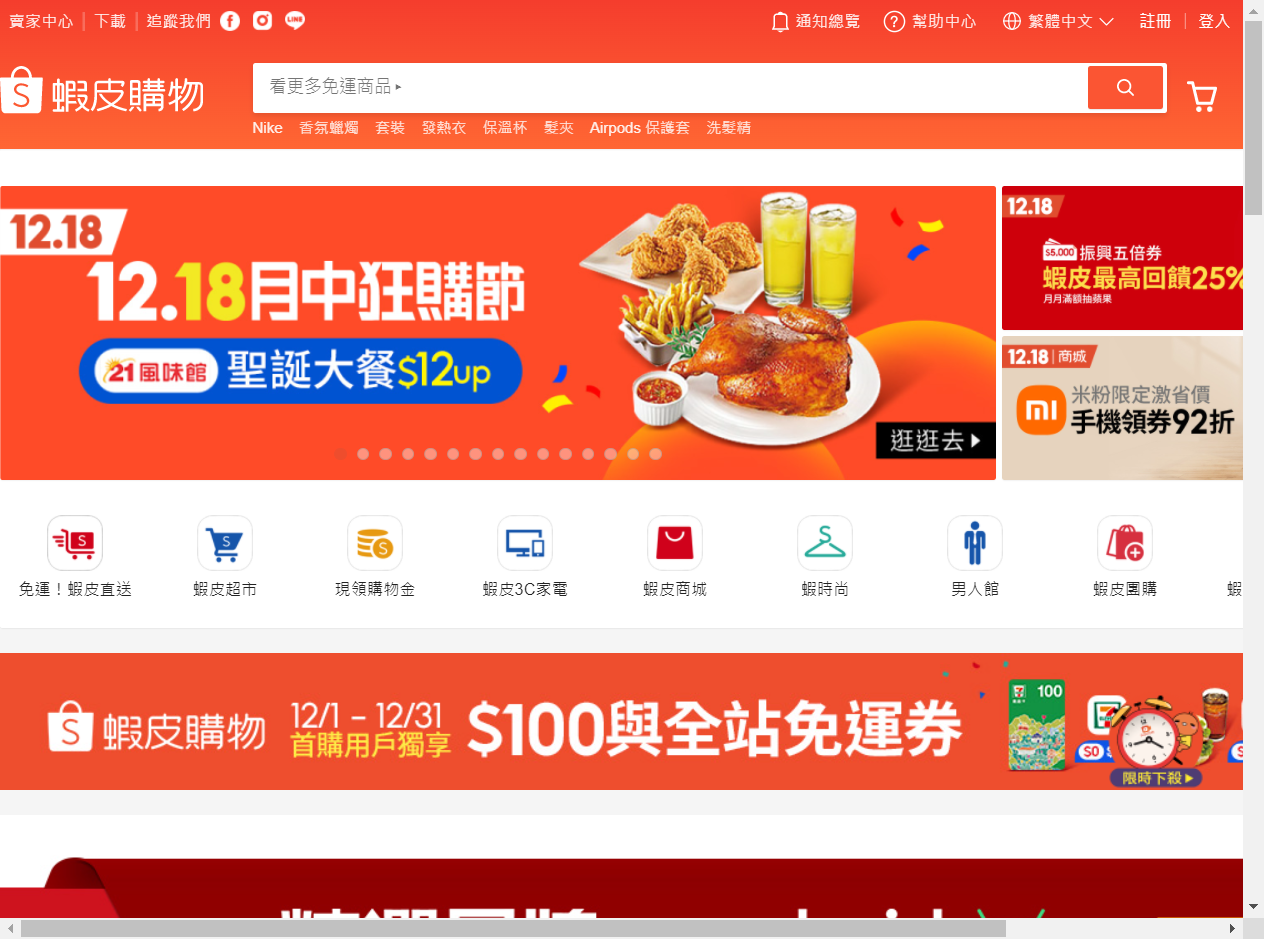 賣家中心 下載 追蹤我們 通知總覽 幫助中心 繁體中文 註冊 登入
蝦皮購物 看更多免運商品
Nike 香氛蠟燭 套裝 發熱衣 保溫杯 髮夾 Airpods 保護套 洗髮精
12.18
12.18月中狂購節
21風味館 聖誕大餐$12up
逛逛去
12.18
$5,000 振興五倍券
蝦皮最高回饋25%
月月滿額抽蘋果
12.18 商城
米粉限定激省價
手機領券92折
免運！蝦皮直送 蝦皮超市 現領購物金 蝦皮3C家電 蝦皮商城 蝦時尚 男人館 蝦皮團購 蝦
蝦皮購物
12/1 - 12/31
首購用戶獨享
$100與全站免運券
100
$0
限時下殺